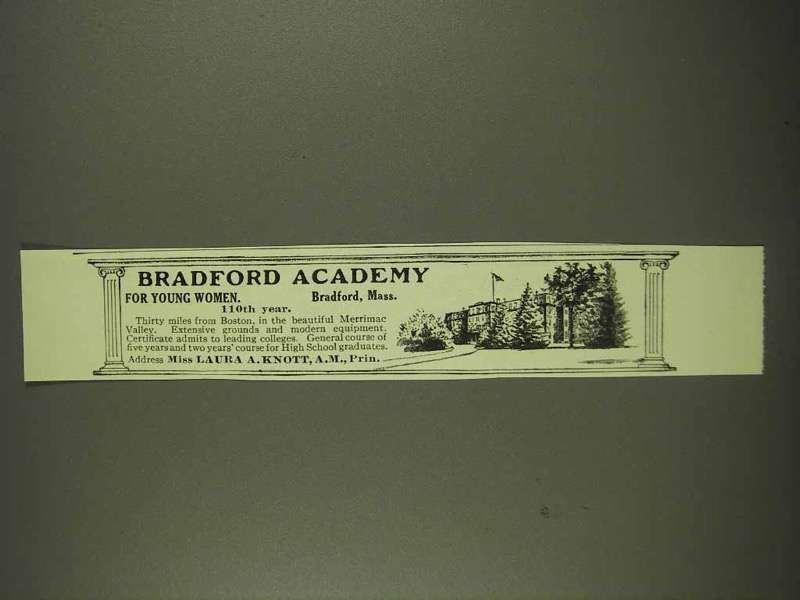 BRADFORD ACADEMY
FOR YOUNG WOMEN. Bradford, Mass.
110th year.
Thirty miles from Boston, in the beautiful Merrimac
Valley. Extensive grounds and modern equipment.
Certificate admits to leading colleges. General course of
five years and two years' course for High School graduates.
Address Miss LAURA A. KNOTT, A.M., Prin.